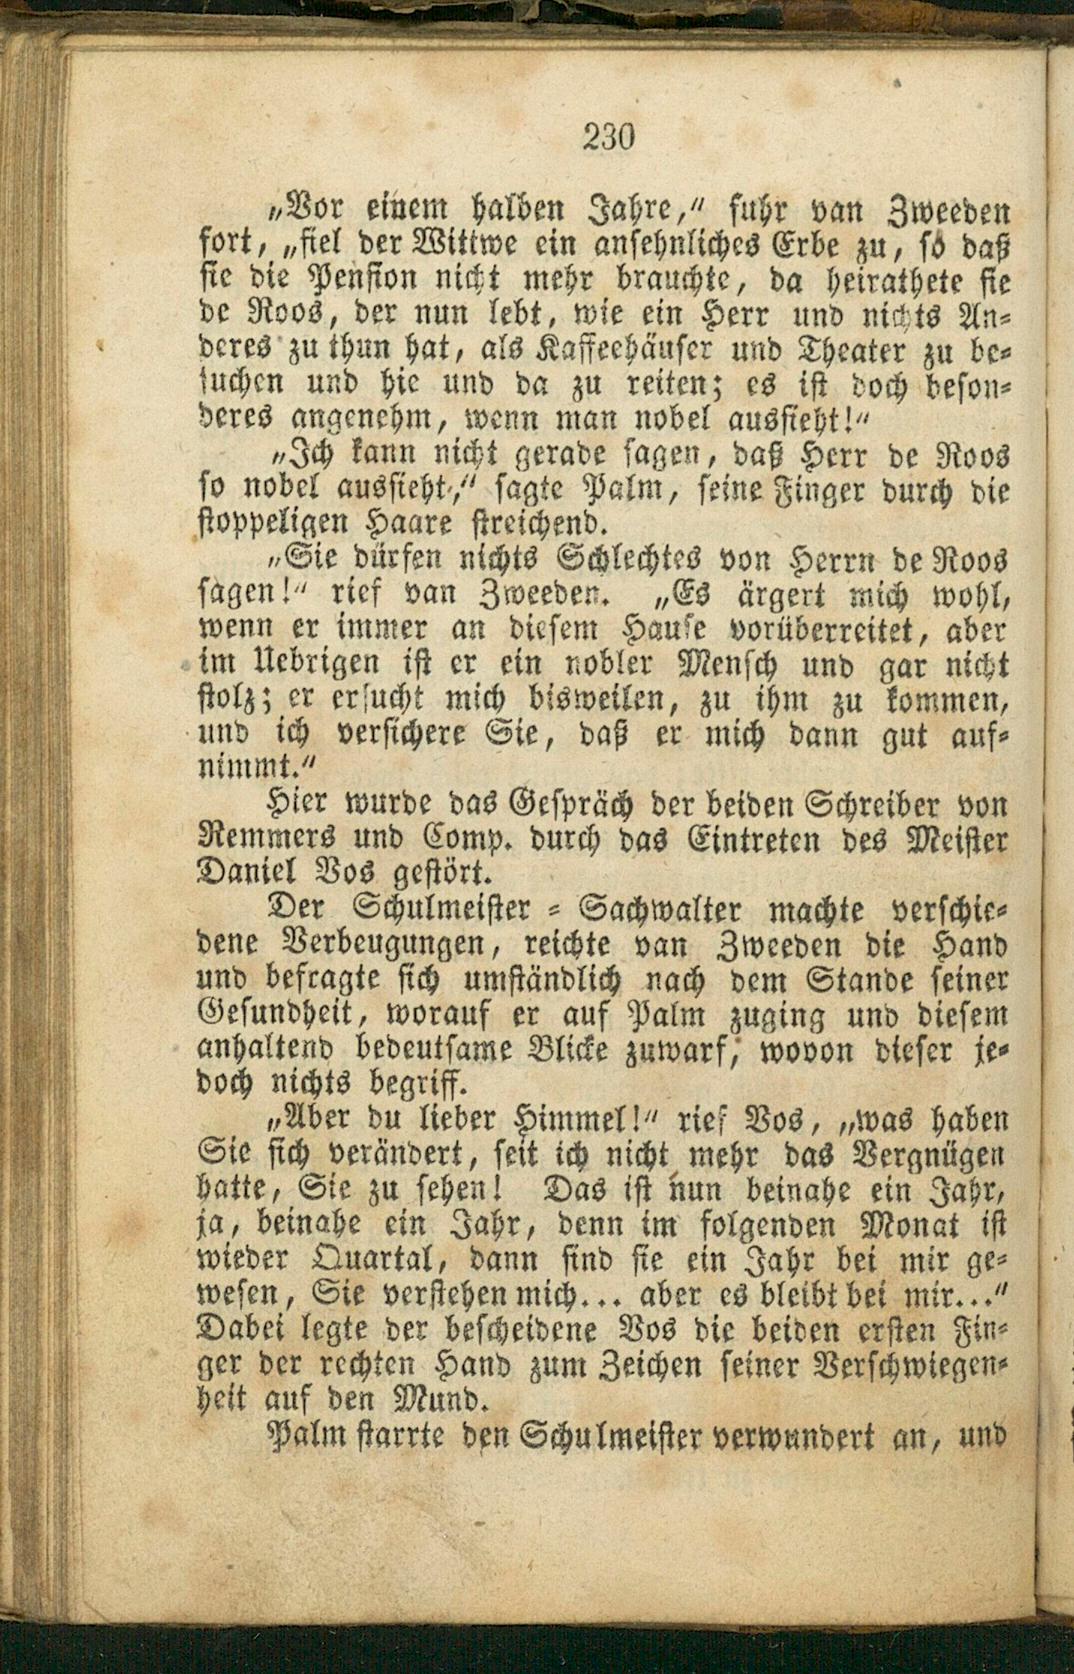 230
„Vor einem halben Jahre,“ fuhr van Zweeden
fort, „fiel der Wittwe ein ansehnliches Erbe zu, so daß
sie die Pension nicht mehr brauchte, da heirathete sie
de Roos, der nun lebt, wie ein Herr und nichts An-
deres zu thun hat, als Kaffeehäuser und Theater zu be-
suchen und hie und da zu reiten; es ist doch beson-
deres angenehm, wenn man nobel aussieht!“
„Ich kann nicht gerade sagen, daß Herr de Roos
so nobel aussieht,“ sagte Palm, seine Finger durch die
stoppeligen Haare streichend.
„Sie dürfen nichts Schlechtes von Herrn de Roos
sagen!“ rief van Zweeden. „Es ärgert mich wohl,
wenn er immer an diesem Hause vorüberreitet, aber
im Uebrigen ist er ein nobler Mensch und gar nicht
stolz; er ersucht mich bisweilen, zu ihm zu kommen,
und ich versichere Sie, daß er mich dann gut auf-
nimmt.“
Hier wurde das Gespräch der beiden Schreiber von
Remmers und Comp. durch das Eintreten des Meister
Daniel Vos gestört.
Der Schulmeister - Sachwalter machte verschie-
dene Verbeugungen, reichte van Zweeden die Hand
und befragte sich umständlich nach dem Stande seiner
Gesundheit, worauf er auf Palm zuging und diesem
anhaltend bedeutsame Blicke zuwarf, wovon dieser je-
doch nichts begriff.
„Aber du lieber Himmel!“ rief Vos, „was haben
Sie sich verändert, seit ich nicht mehr das Vergnügen
hatte, Sie zu sehen! Das ist nun beinahe ein Jahr,
ja, beinahe ein Jahr, denn im folgenden Monat ist
wieder Quartal, dann sind sie ein Jahr bei mir ge-
wesen, Sie verstehen mich... aber es bleibt bei mir...“
Dabei legte der bescheidene Vos die beiden ersten Fin-
ger der rechten Hand zum Zeichen seiner Verschwiegen-
heit auf den Mund.
Palm starrte den Schulmeister verwundert an, und